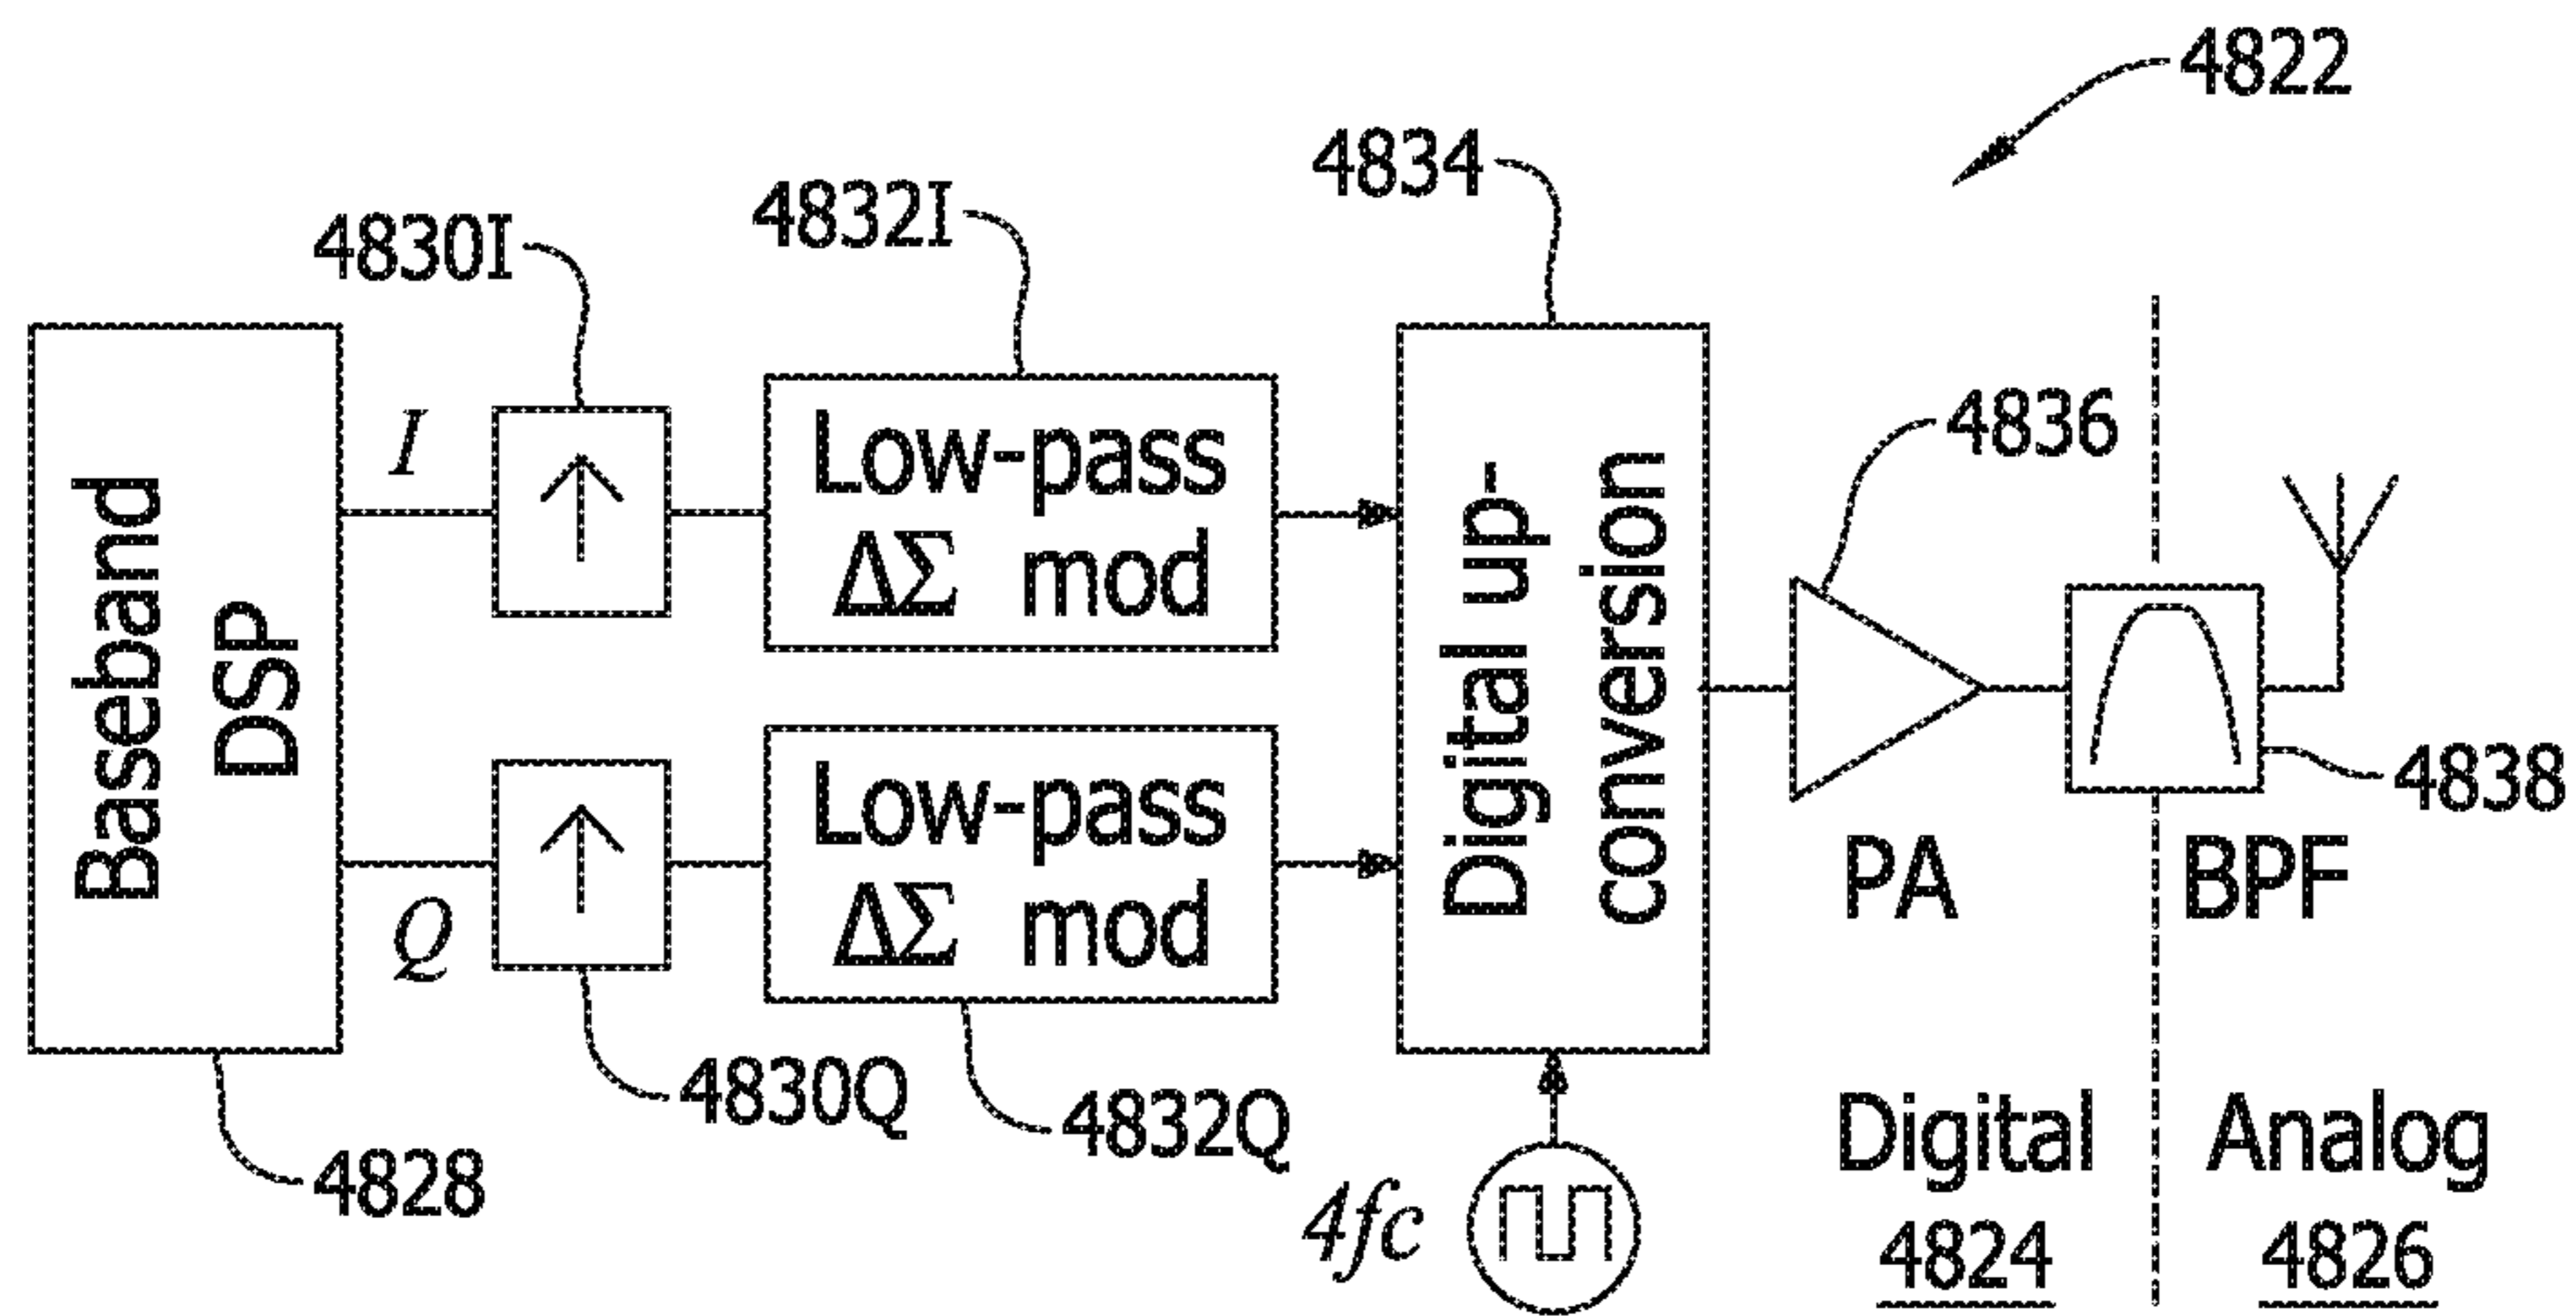 4822
4834
4832I
4830I
4836
I
Low-pass
ΔΣ mod
Baseband
DSP
Digital up-
conversion
4838
Low-pass
ΔΣ mod
Q
PA
BPF
4830Q
4832Q
4828
Digital
Analog
4fc
4824
4826